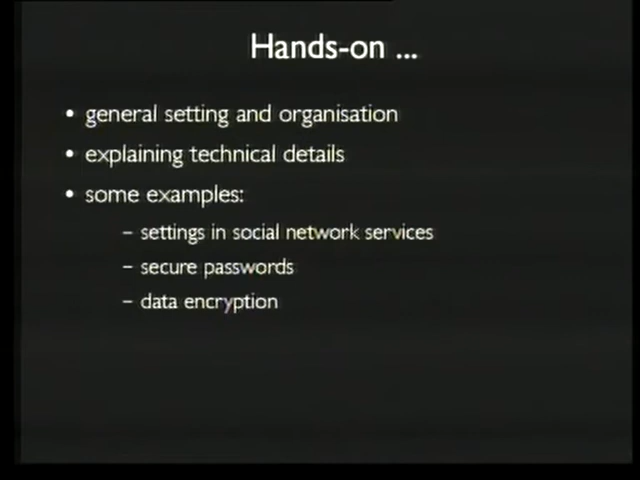 Hands-on ...
• general setting and organisation
• explaining technical details
• some examples:
– settings in social network services
– secure passwords
– data encryption